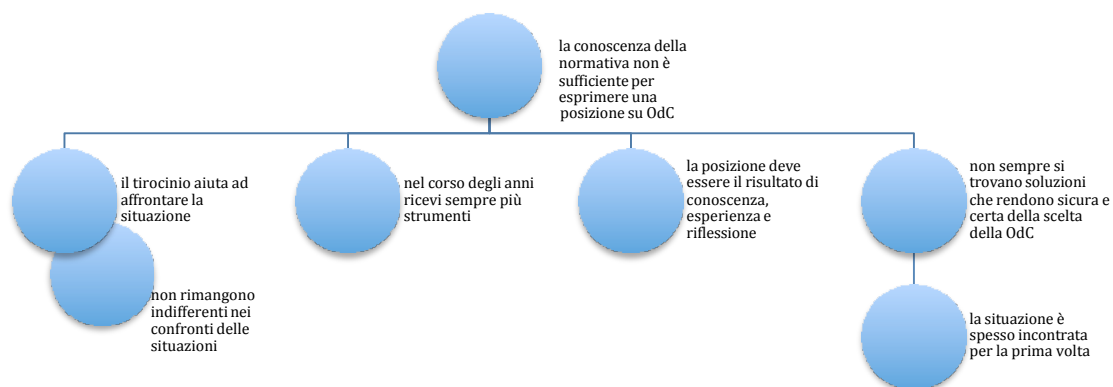 la conoscenza della
normativa non è
sufficiente per
esprimere una
posizione su OdC
il tirocinio aiuta ad
affrontare la
situazione
non rimangono
indifferenti nei
confronti delle
situazioni
nel corso degli anni
ricevi sempre più
strumenti
la posizione deve
essere il risultato di
conoscenza,
esperienza e
riflessione
non sempre si
trovano soluzioni
che rendono sicura e
certa della scelta
della OdC
la situazione è
spesso incontrata
per la prima volta